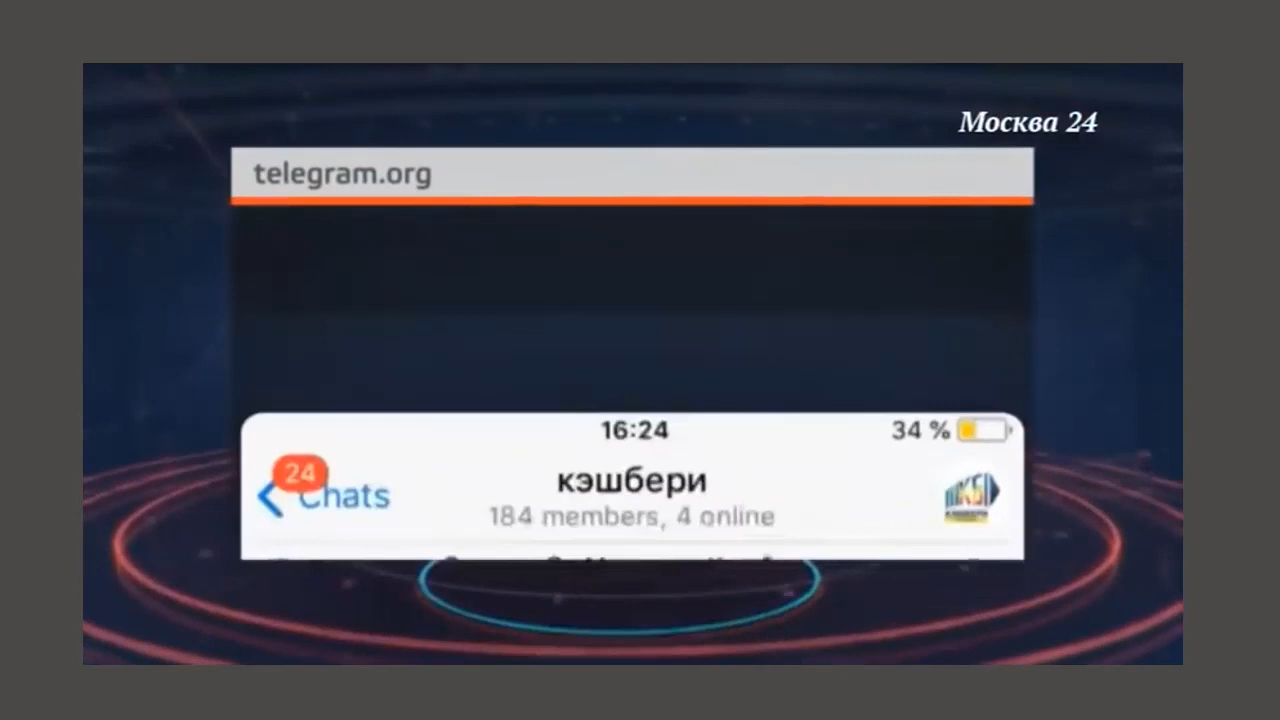 Москва 24
telegram.org
16:24
34 %
24
Chats
кэшбери
184 members, 4 online